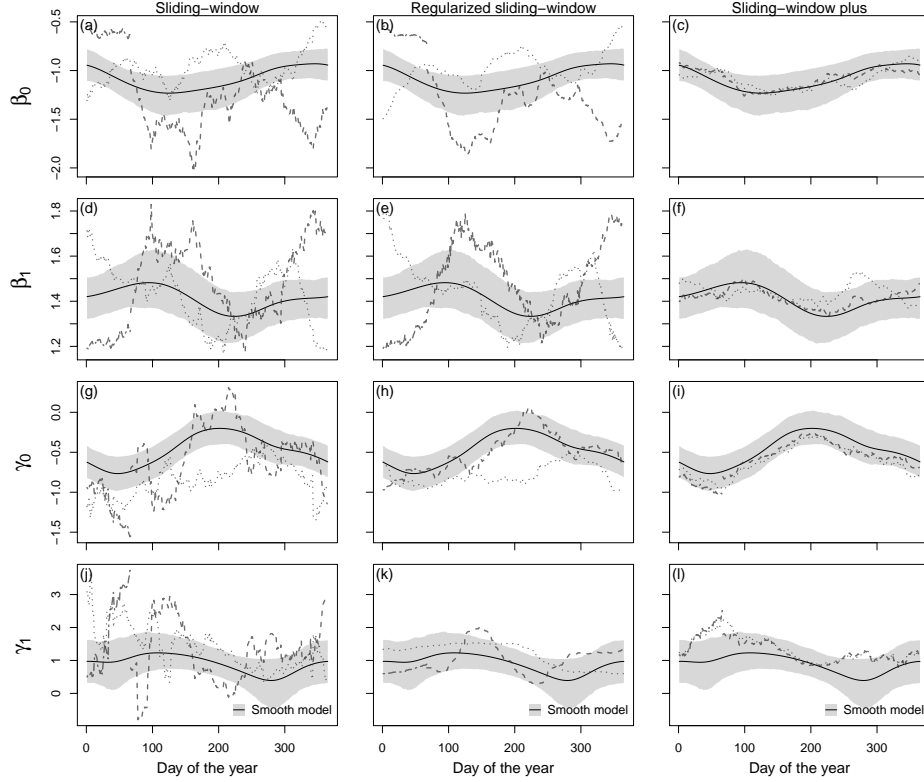 Sliding−window
Regularized sliding−window
Sliding−window plus
(a)
(b)
(c)
−0.5
−1.0
−1.5
−2.0
β0
(d)
(e)
(f)
1.8
1.6
1.4
1.2
β1
(g)
(h)
(i)
0.0
−0.5
−1.0
−1.5
γ0
(j)
(k)
(l)
3
2
1
0
γ1
Smooth model
Smooth model
Smooth model
0 100 200 300
0 100 200 300
0 100 200 300
Day of the year
Day of the year
Day of the year